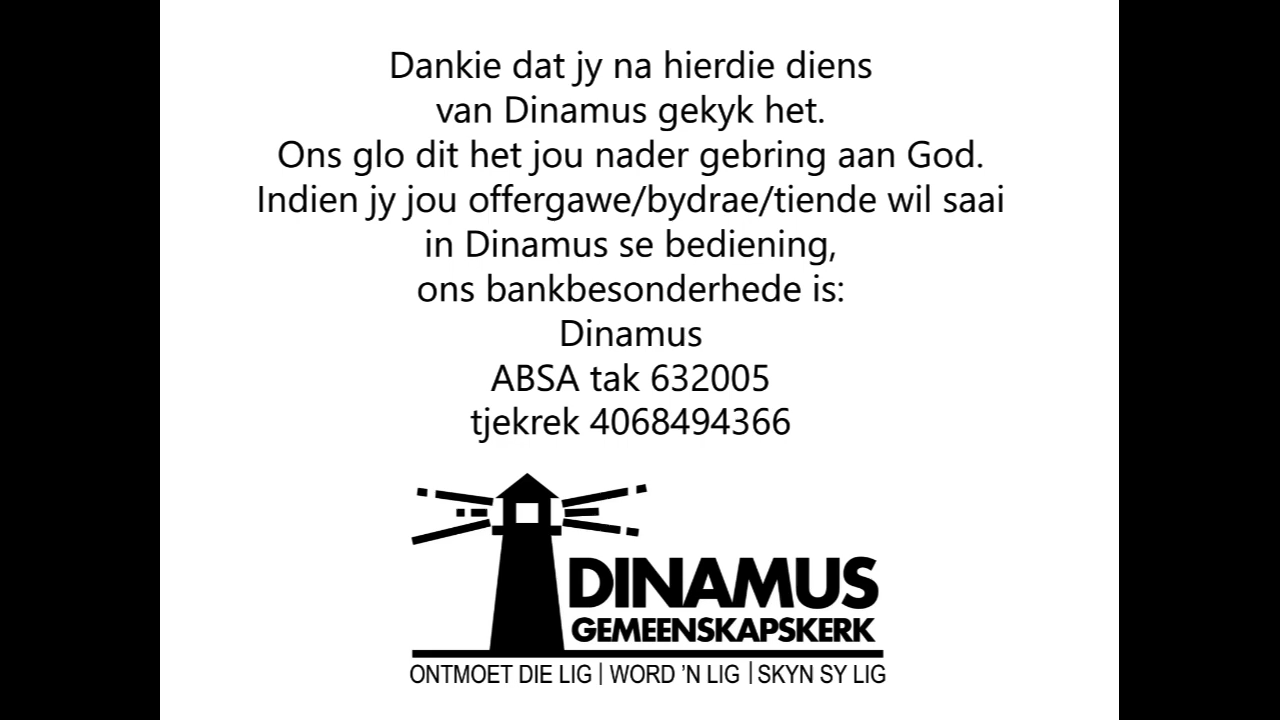 Dankie dat jy na hierdie diens
van Dinamus gekyk het.
Ons glo dit het jou nader gebring aan God.
Indien jy jou offergawe/bydrae/tiende wil saai
in Dinamus se bediening,
ons bankbesonderhede is:
Dinamus
ABSA tak 632005
tjekrek 4068494366
DINAMUS
GEMEENSKAPSKERK
ONTMOET DIE LIG | WORD 'N LIG | SKYN SY LIG